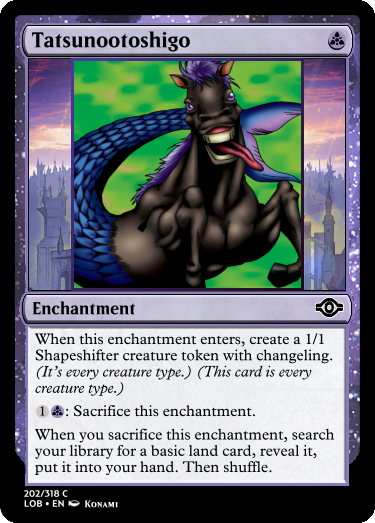 Tatsunootoshigo
Enchantment
When this enchantment enters, create a 1/1
Shapeshifter creature token with changeling.
(It's every creature type.) (This card is every
creature type.)
1: Sacrifice this enchantment.
When you sacrifice this enchantment, search
your library for a basic land card, reveal it,
put it into your hand. Then shuffle.
202/318 C
LOB • EN Konami